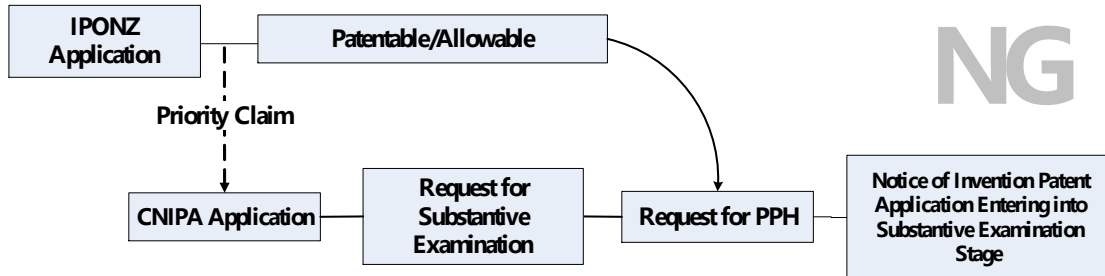 IPONZ
Application
Patentable/Allowable
NG
Priority Claim
CNIPA Application
Request for
Substantive
Examination
Request for PPH
Notice of Invention Patent
Application Entering into
Substantive Examination
Stage